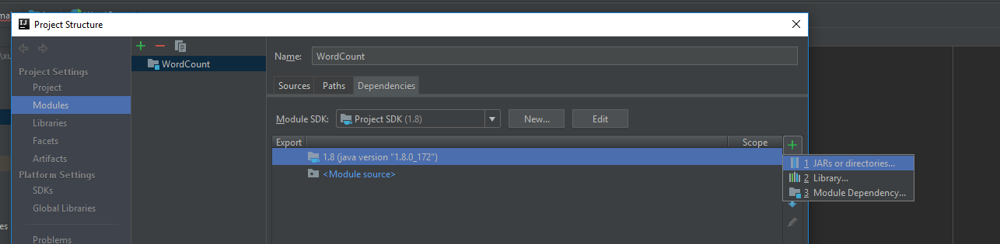 Project Structure
Project Settings
Project
Modules
Libraries
Facets
Artifacts
Platform Settings
SDKs
Global Libraries
Problems
WordCount
Name: WordCount
Sources Paths Dependencies
Module SDK: Project SDK (1.8) New... Edit
Export Scope
1.8 (java version "1.8.0_172")
<Module source>
1 JARs or directories...
2 Library...
3 Module Dependency...